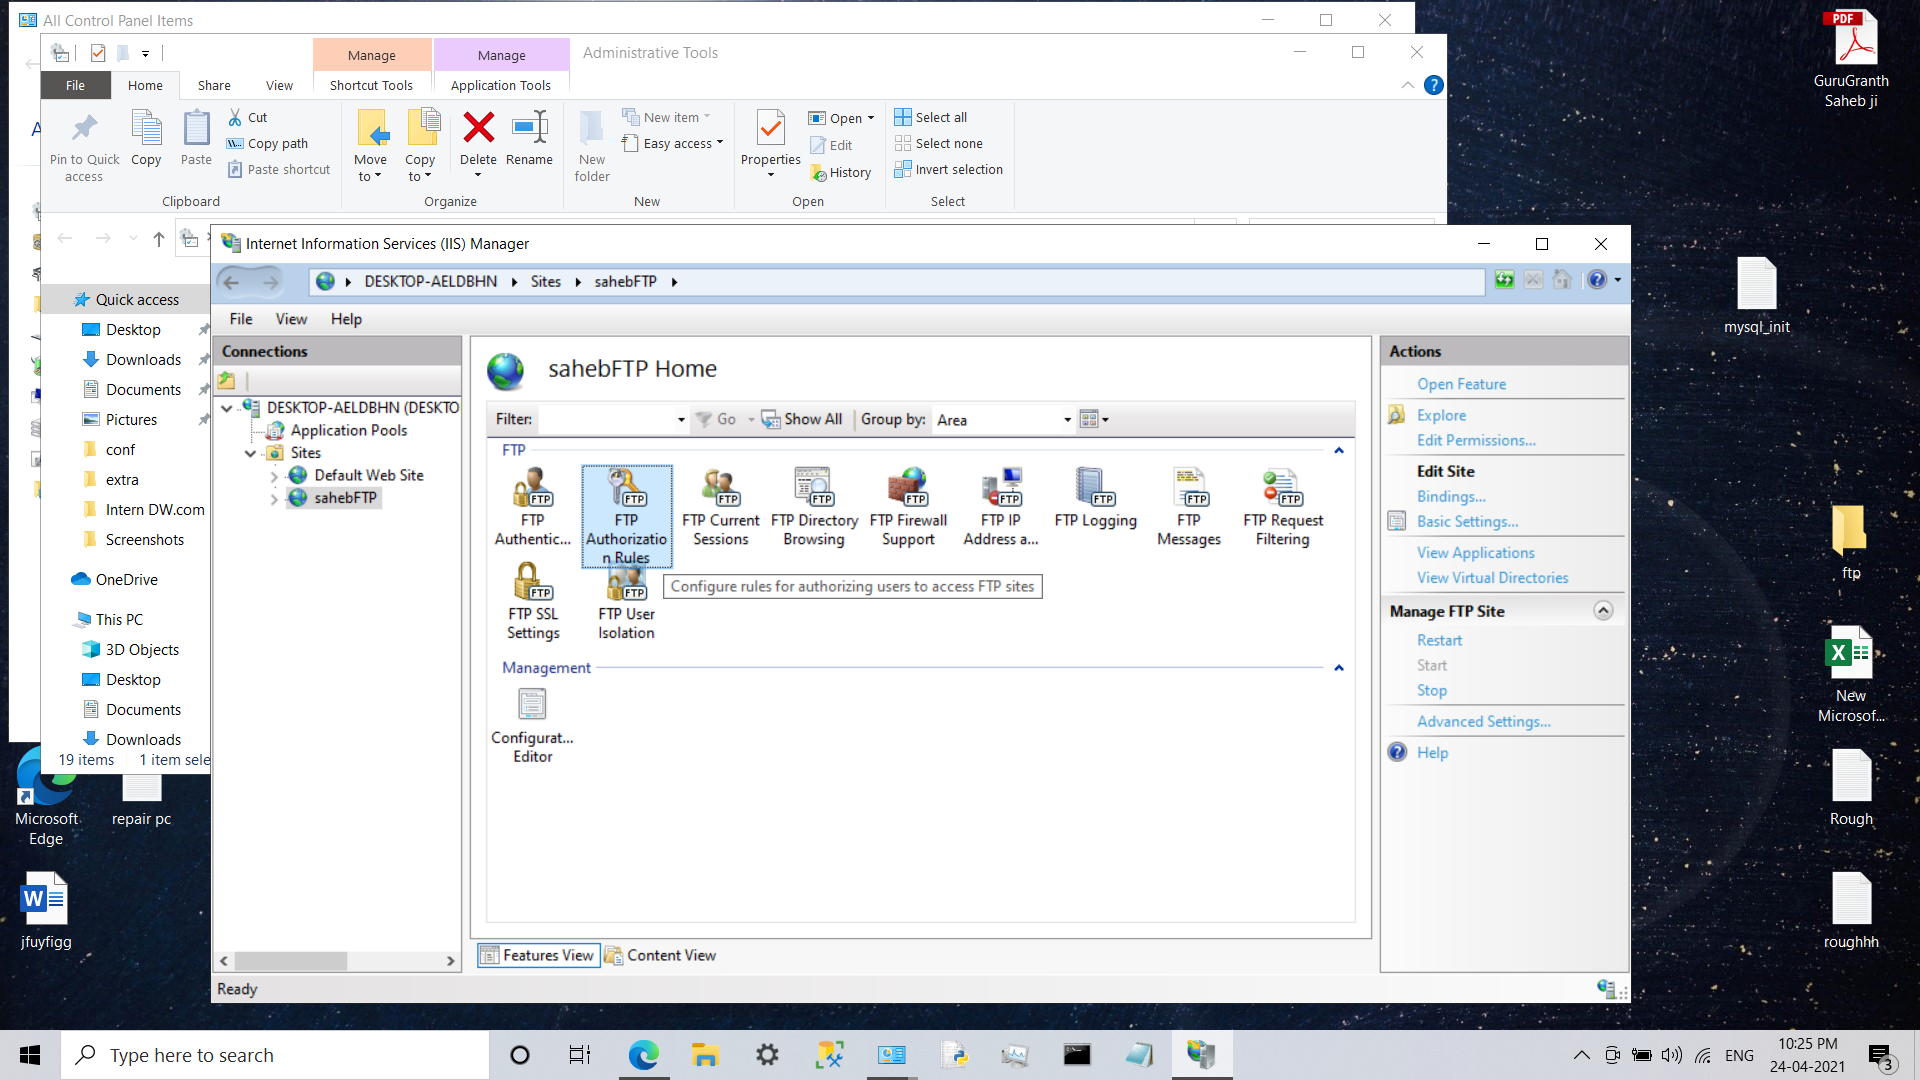 All Control Panel Items
Manage
Manage
Administrative Tools
File
Home
Share
View
Shortcut Tools
Application Tools
Pin to Quick access
Copy
Paste
Cut
Copy path
Paste shortcut
Clipboard
Move to
Copy to
Delete
Rename
Organize
New folder
New item
Easy access
New
Properties
Open
Edit
History
Open
Select all
Select none
Invert selection
Select
Quick access
Desktop
Downloads
Documents
Pictures
conf
extra
Intern DW.com
Screenshots
OneDrive
This PC
3D Objects
Desktop
Documents
Downloads
19 items 1 item sele
Internet Information Services (IIS) Manager
DESKTOP-AELDBHN
Sites
sahebFTP
File
View
Help
Connections
DESKTOP-AELDBHN (DESKTO
Application Pools
Sites
Default Web Site
sahebFTP
sahebFTP Home
Filter:
Go
Show All
Group by:
Area
FTP
FTP Authentic...
FTP Authorizatio n Rules
FTP Current Sessions
FTP Directory Browsing
FTP Firewall Support
FTP IP Address a...
FTP Logging
FTP Messages
FTP Request Filtering
FTP SSL Settings
FTP User Isolation
Configure rules for authorizing users to access FTP sites
Management
Configurat... Editor
Features View
Content View
Ready
Actions
Open Feature
Explore
Edit Permissions...
Edit Site
Bindings...
Basic Settings...
View Applications
View Virtual Directories
Manage FTP Site
Restart
Start
Stop
Advanced Settings...
Help
PDF
GuruGranth
Saheb ji
mysql_init
ftp
New
Microsof...
Rough
roughhh
Microsoft
Edge
repair pc
jfuyfigg
Type here to search
ENG
10:25 PM
24-04-2021
3